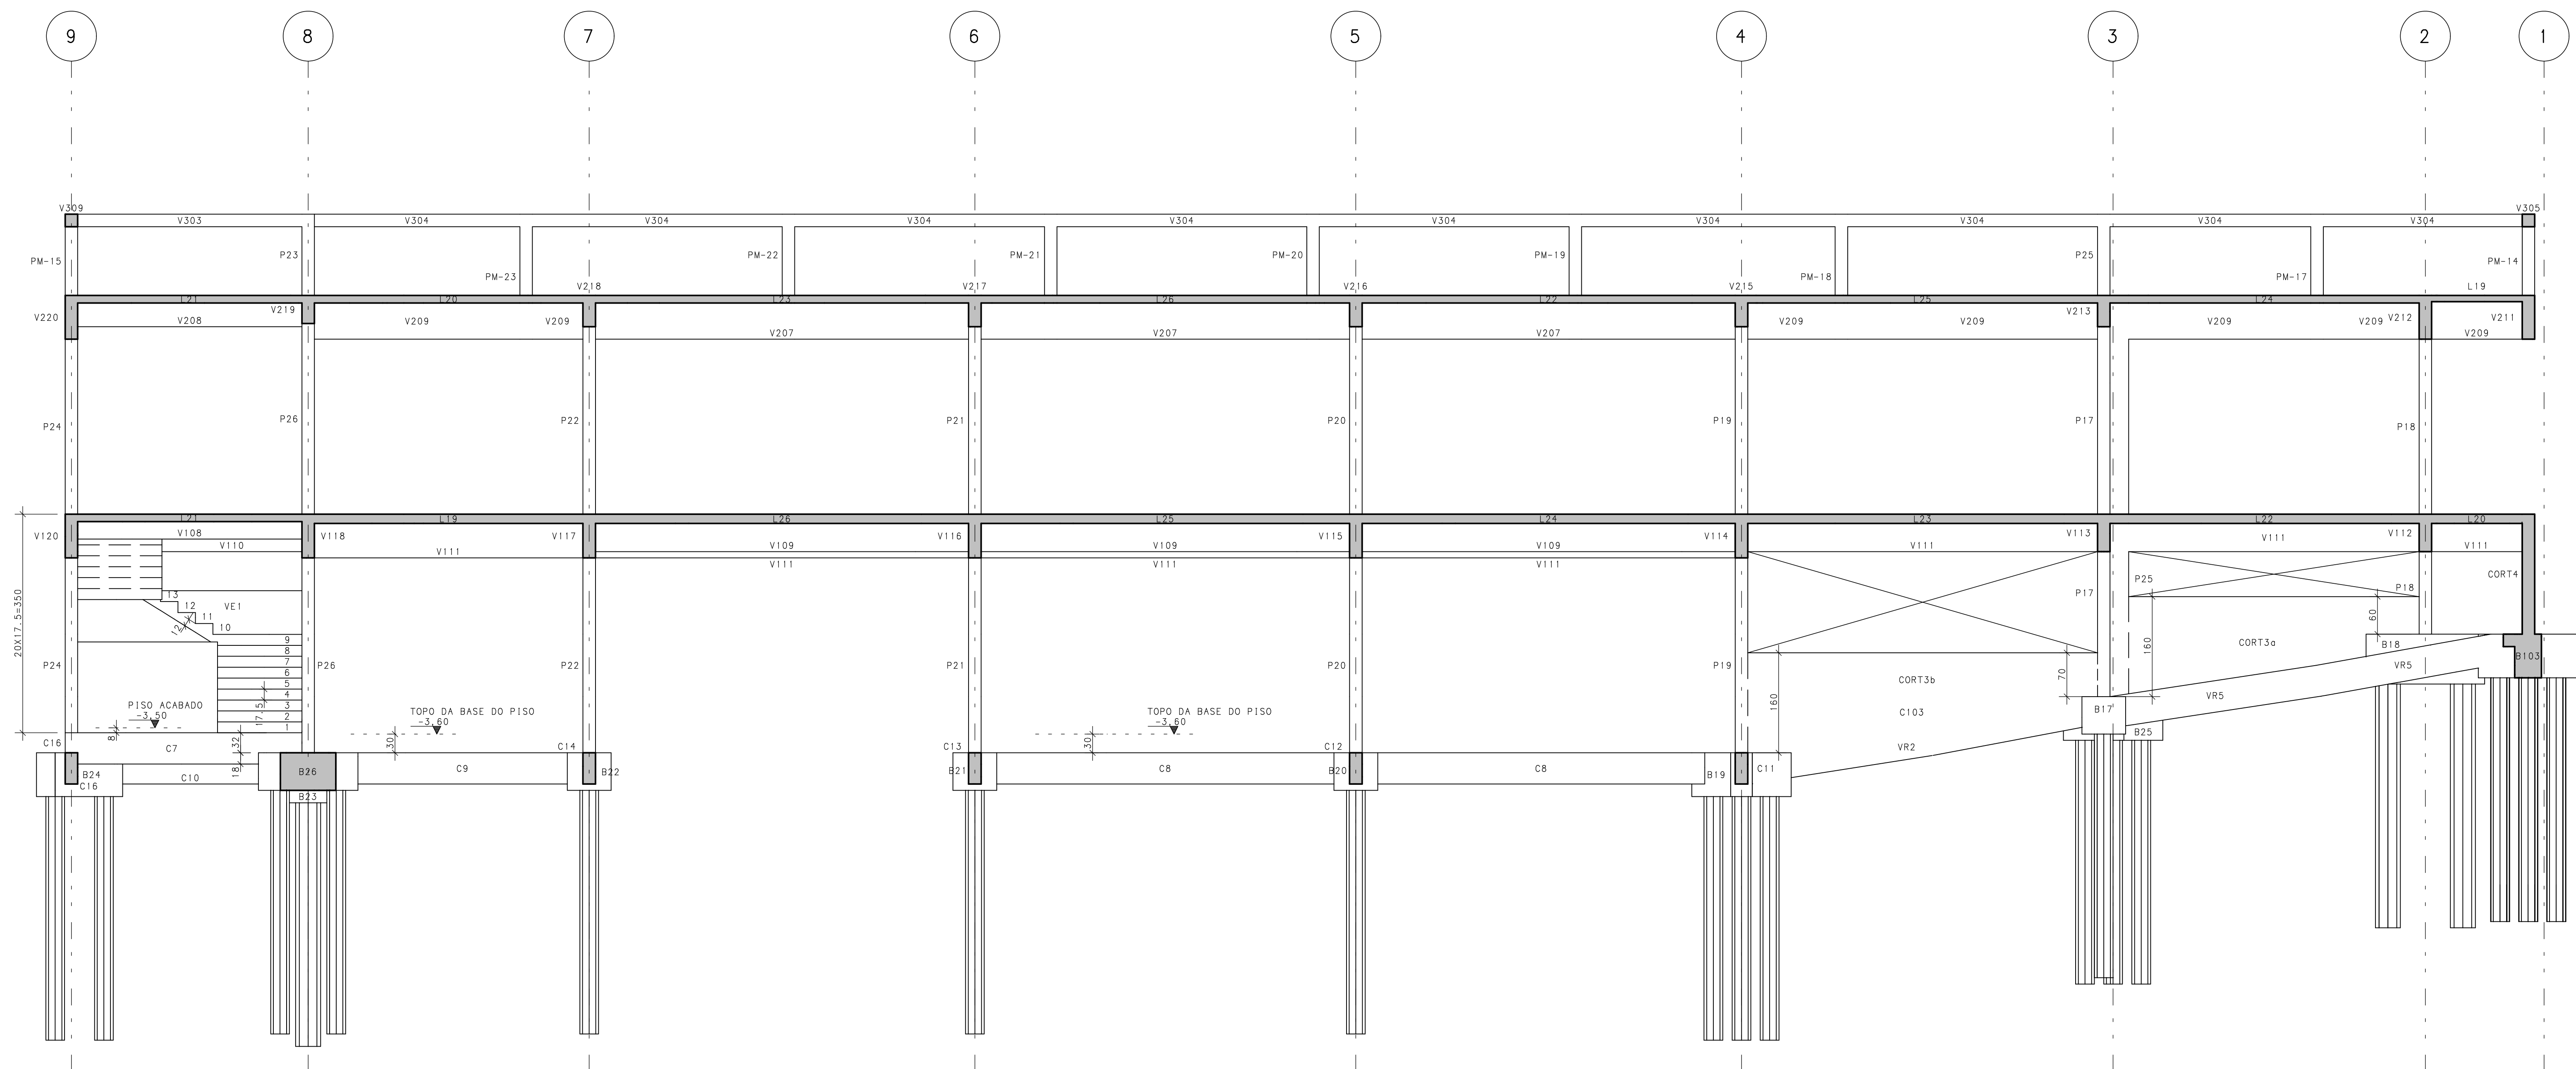 9 8 7 6 5 4 3 2 1
V309 V305
V303 V304 V304 V304 V304 V304 V304 V304 V304 V304
PM-15 P23 PM-23 PM-22 PM-21 PM-20 PM-19 PM-18 P25 PM-17 PM-14
V218 V217 V216 V215 L19
L21 L20 L23 L26 L22 L25 L24
V220 V208 V219 V209 V209 V209 V209 V213 V209 V209 V212 V211
V207 V207 V207 V209
P24 P26 P22 P21 P20 P19 P17 P18
L21 L19 L26 L25 L24 L23 L22 L20
V120 V108 V118 V117 V116 V115 V114 V113 V112
V110 V111 V109 V109 V109 V111 V111 V111
V111 V111 V111
20X17.5=350
13
12
11
10
VE1
12
9
8
7
6
5
4
3
2
1
17.5
P24 P26 P22 P21 P20 P19 P17 P25 P18
CORT4
60
160
CORT3a
B18
B103
VR5
VR5
70
160
CORT3b
C103
B17
B25
VR2
PISO ACABADO
-3,50
TOPO DA BASE DO PISO
-3,60
TOPO DA BASE DO PISO
-3,60
8 32 30 30
18
C16 C7 C14 C13 C12
B24 C10 B26 C9 B22 B21 C8 B20 C8 B19 C11
C16 B23